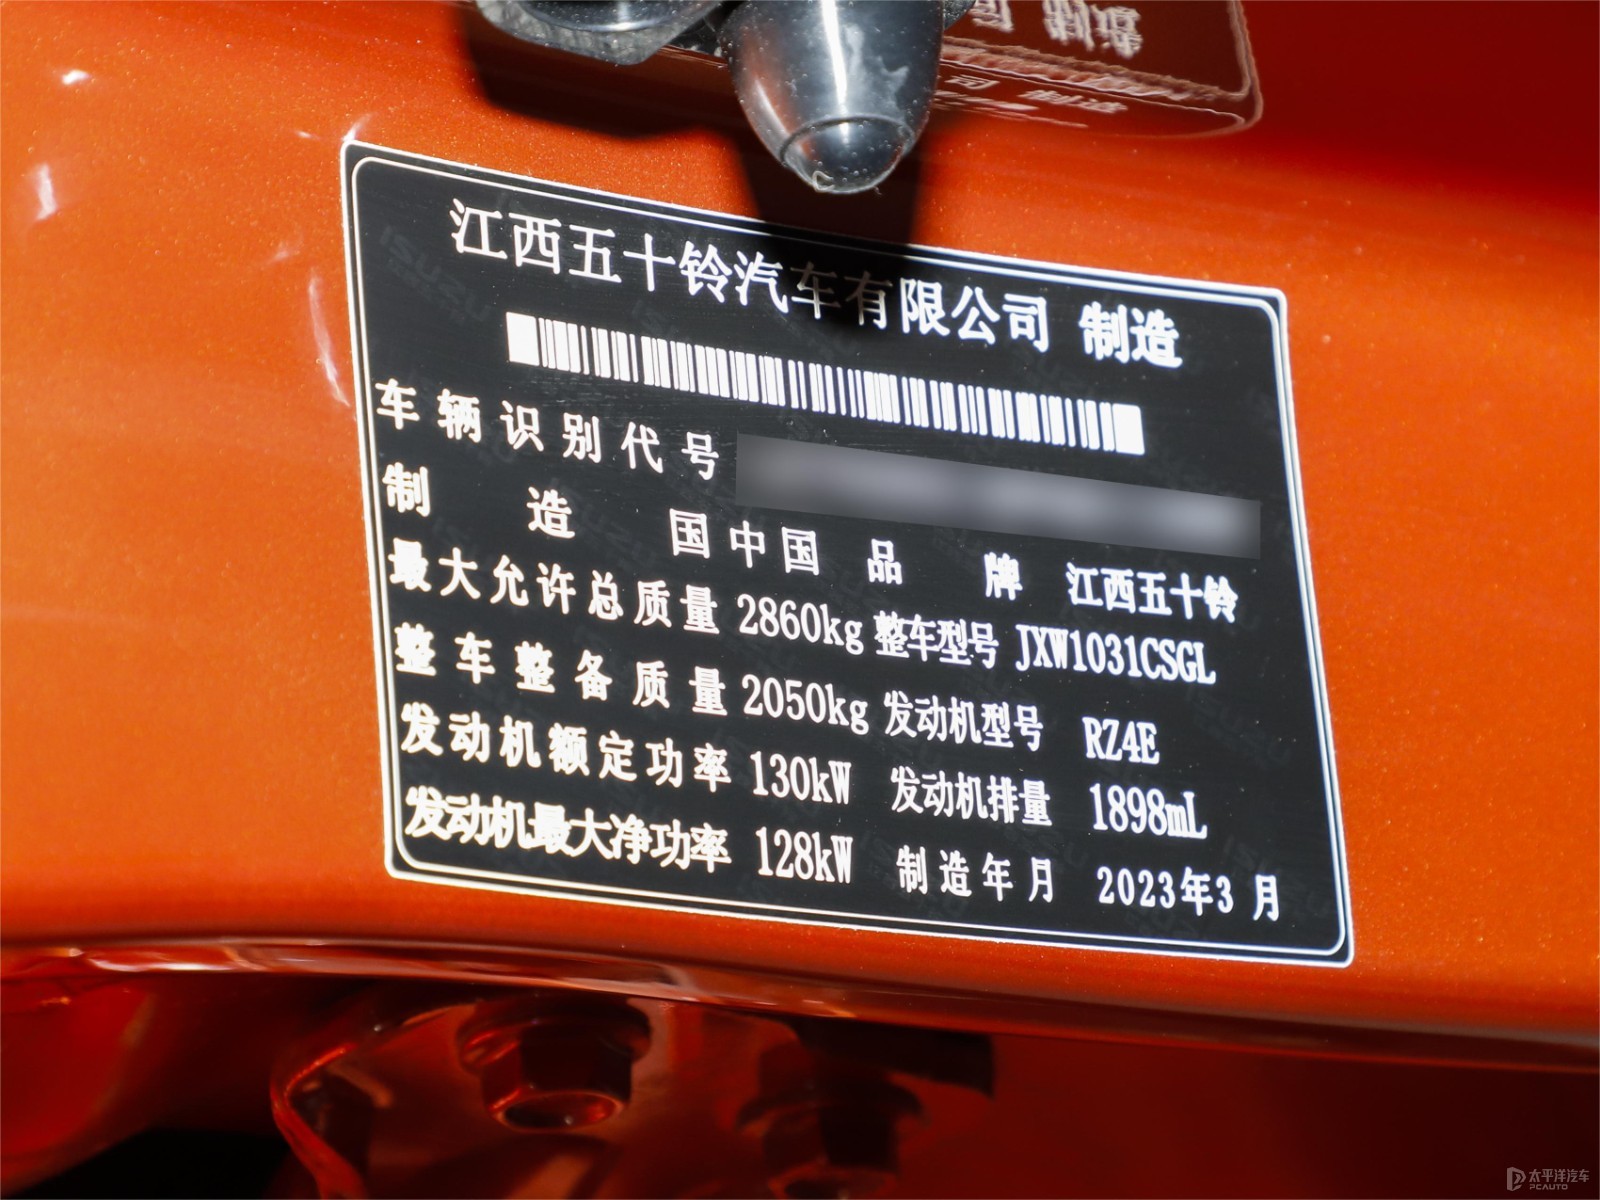 江西五十铃汽车有限公司 制造
车辆识别代号
制造国 中国 品牌 江西五十铃
最大允许总质量 2860kg 整车型号 JXW1031CSGL
整车整备质量 2050kg 发动机型号 RZ4E
发动机额定功率 130kW 发动机排量 1898mL
发动机最大净功率 128kW 制造年月 2023年3月
太平洋汽车
PCAUTO